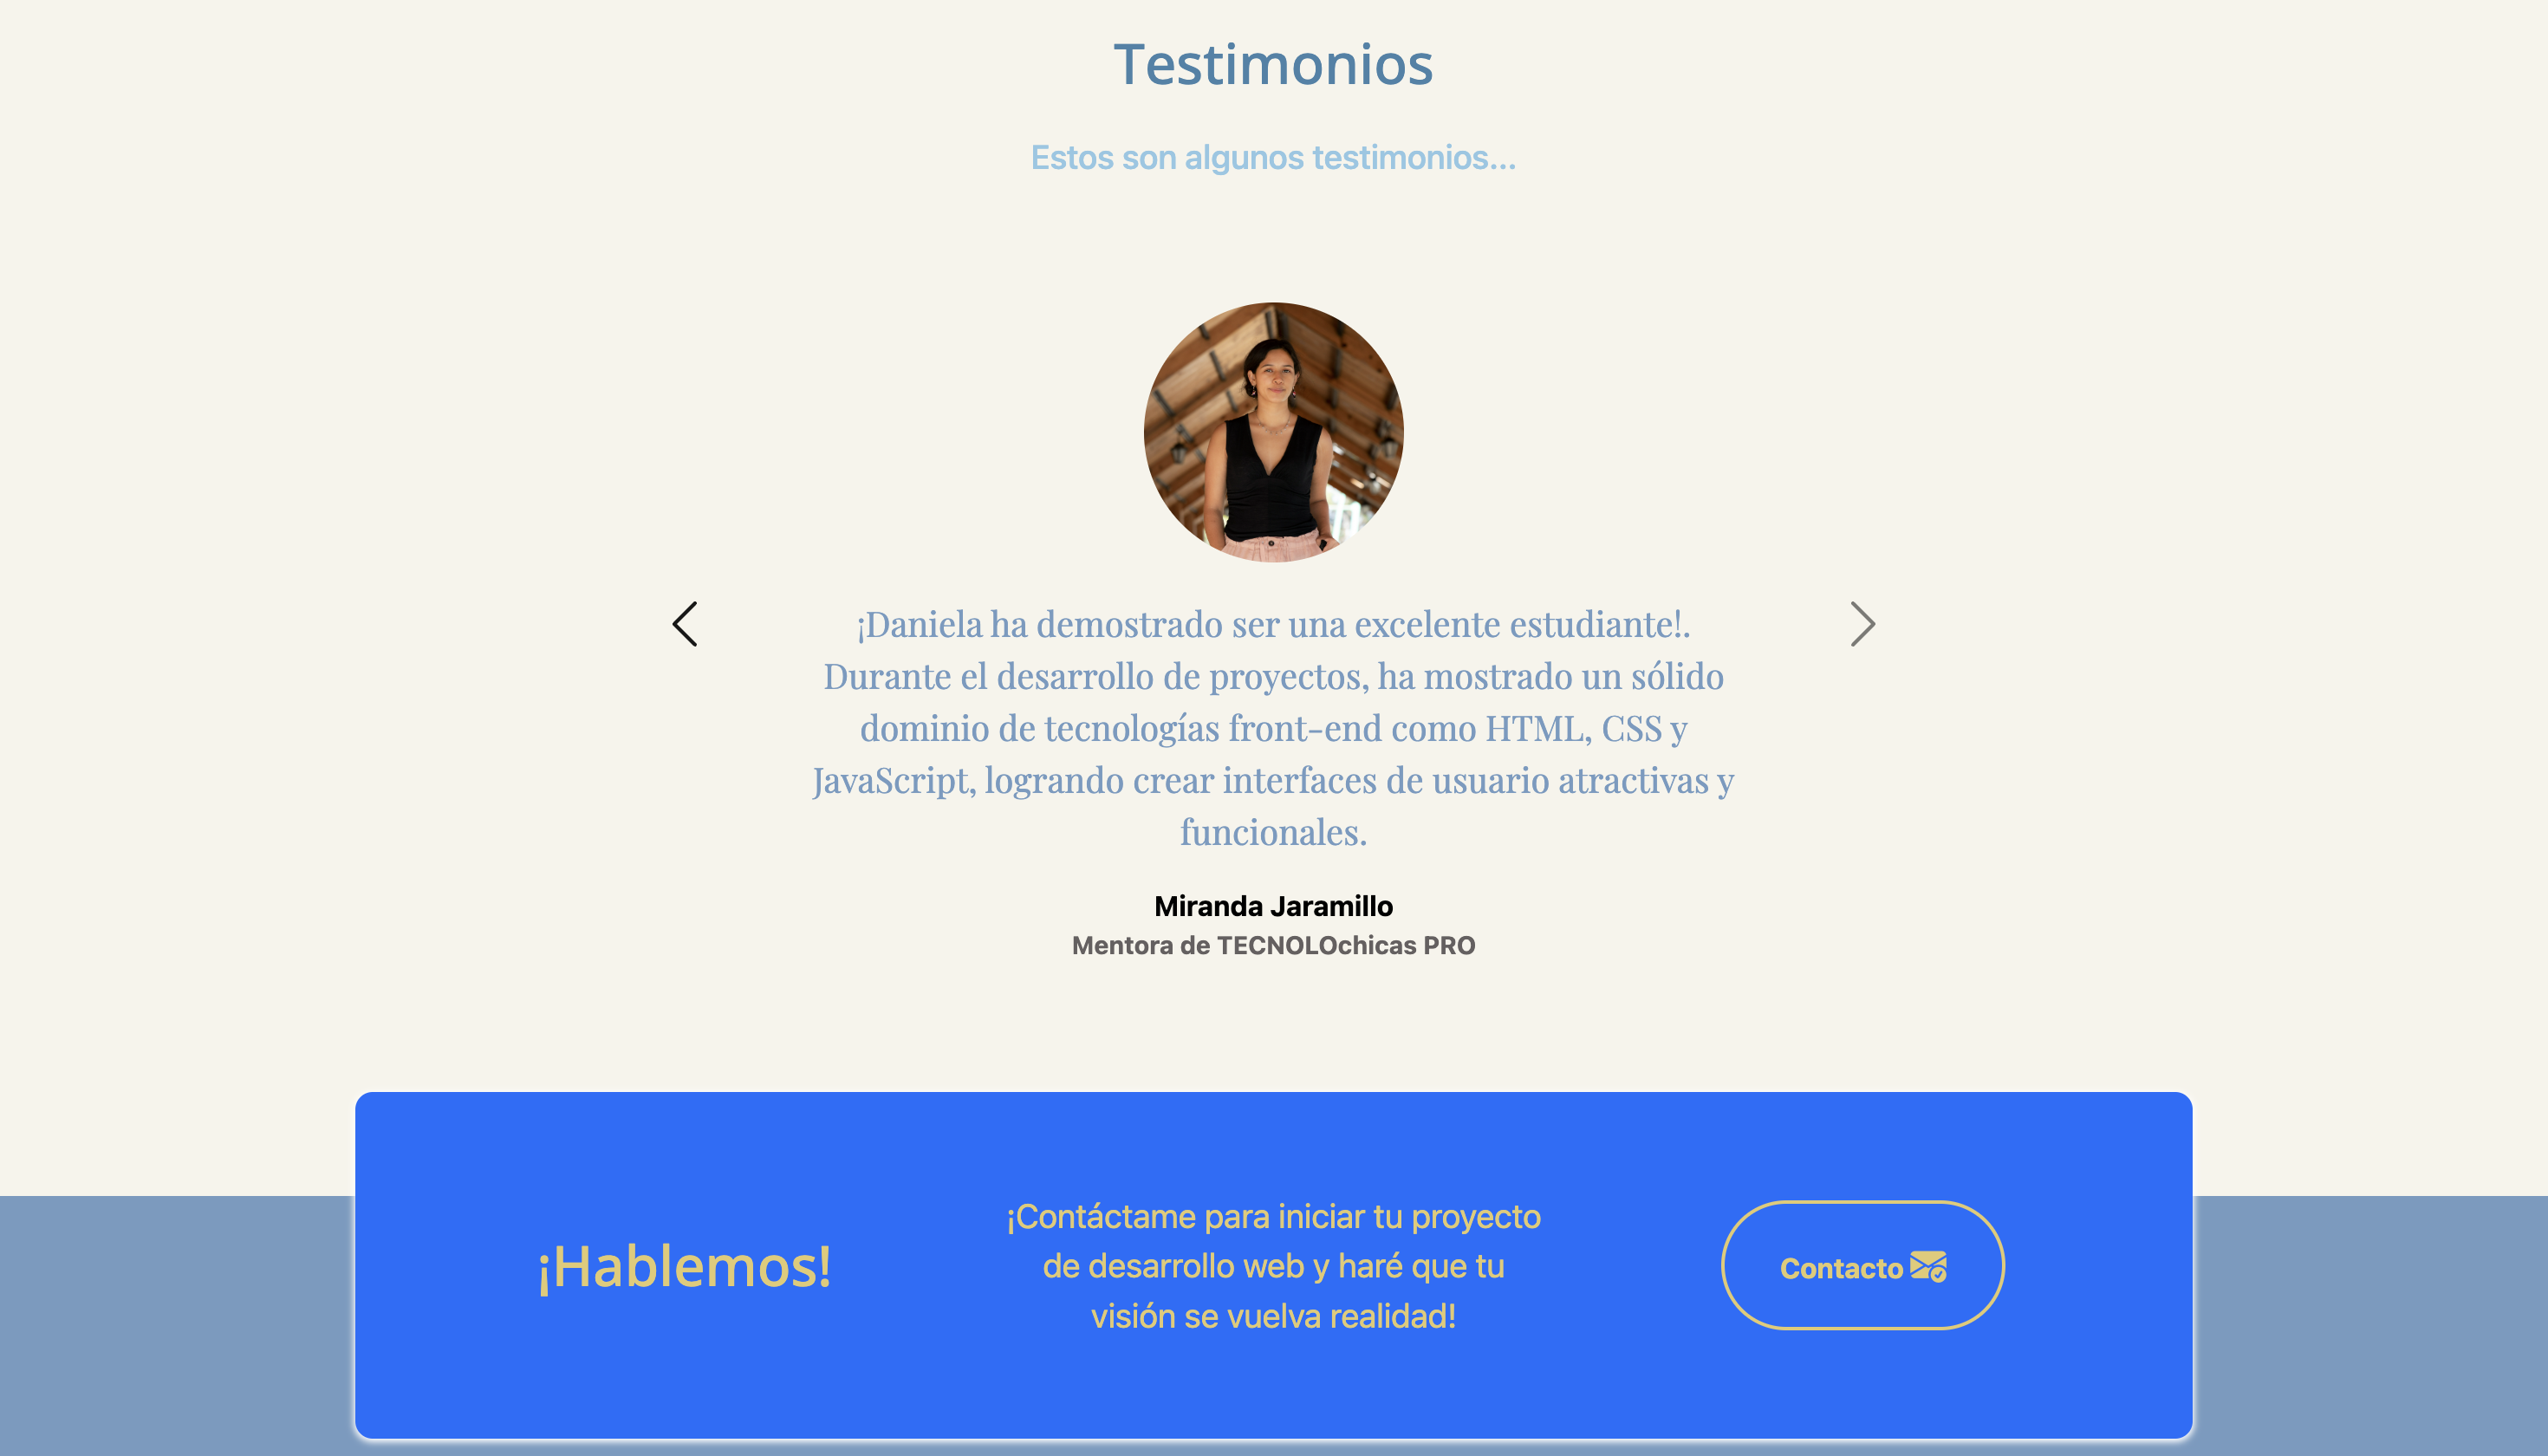 Testimonios
Estos son algunos testimonios...
¡Daniela ha demostrado ser una excelente estudiante!.
Durante el desarrollo de proyectos, ha mostrado un sólido
dominio de tecnologías front-end como HTML, CSS y
JavaScript, logrando crear interfaces de usuario atractivas y
funcionales.
Miranda Jaramillo
Mentora de TECNOLOchicas PRO
¡Hablemos!
¡Contáctame para iniciar tu proyecto
de desarrollo web y haré que tu
visión se vuelva realidad!
Contacto